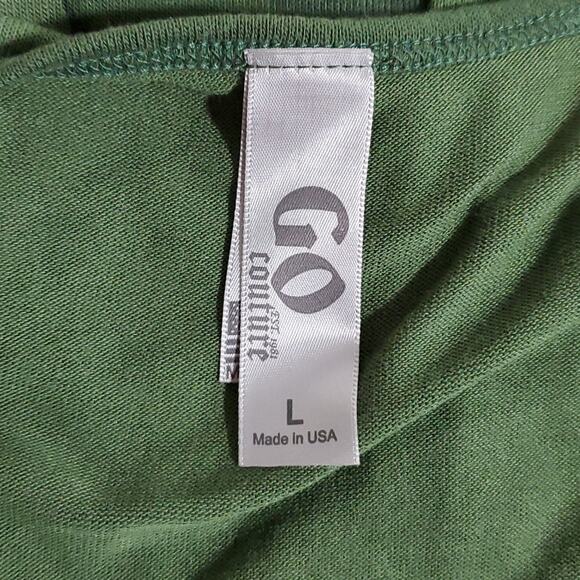 GO
couture
EST. 1981
L
Made in USA
M